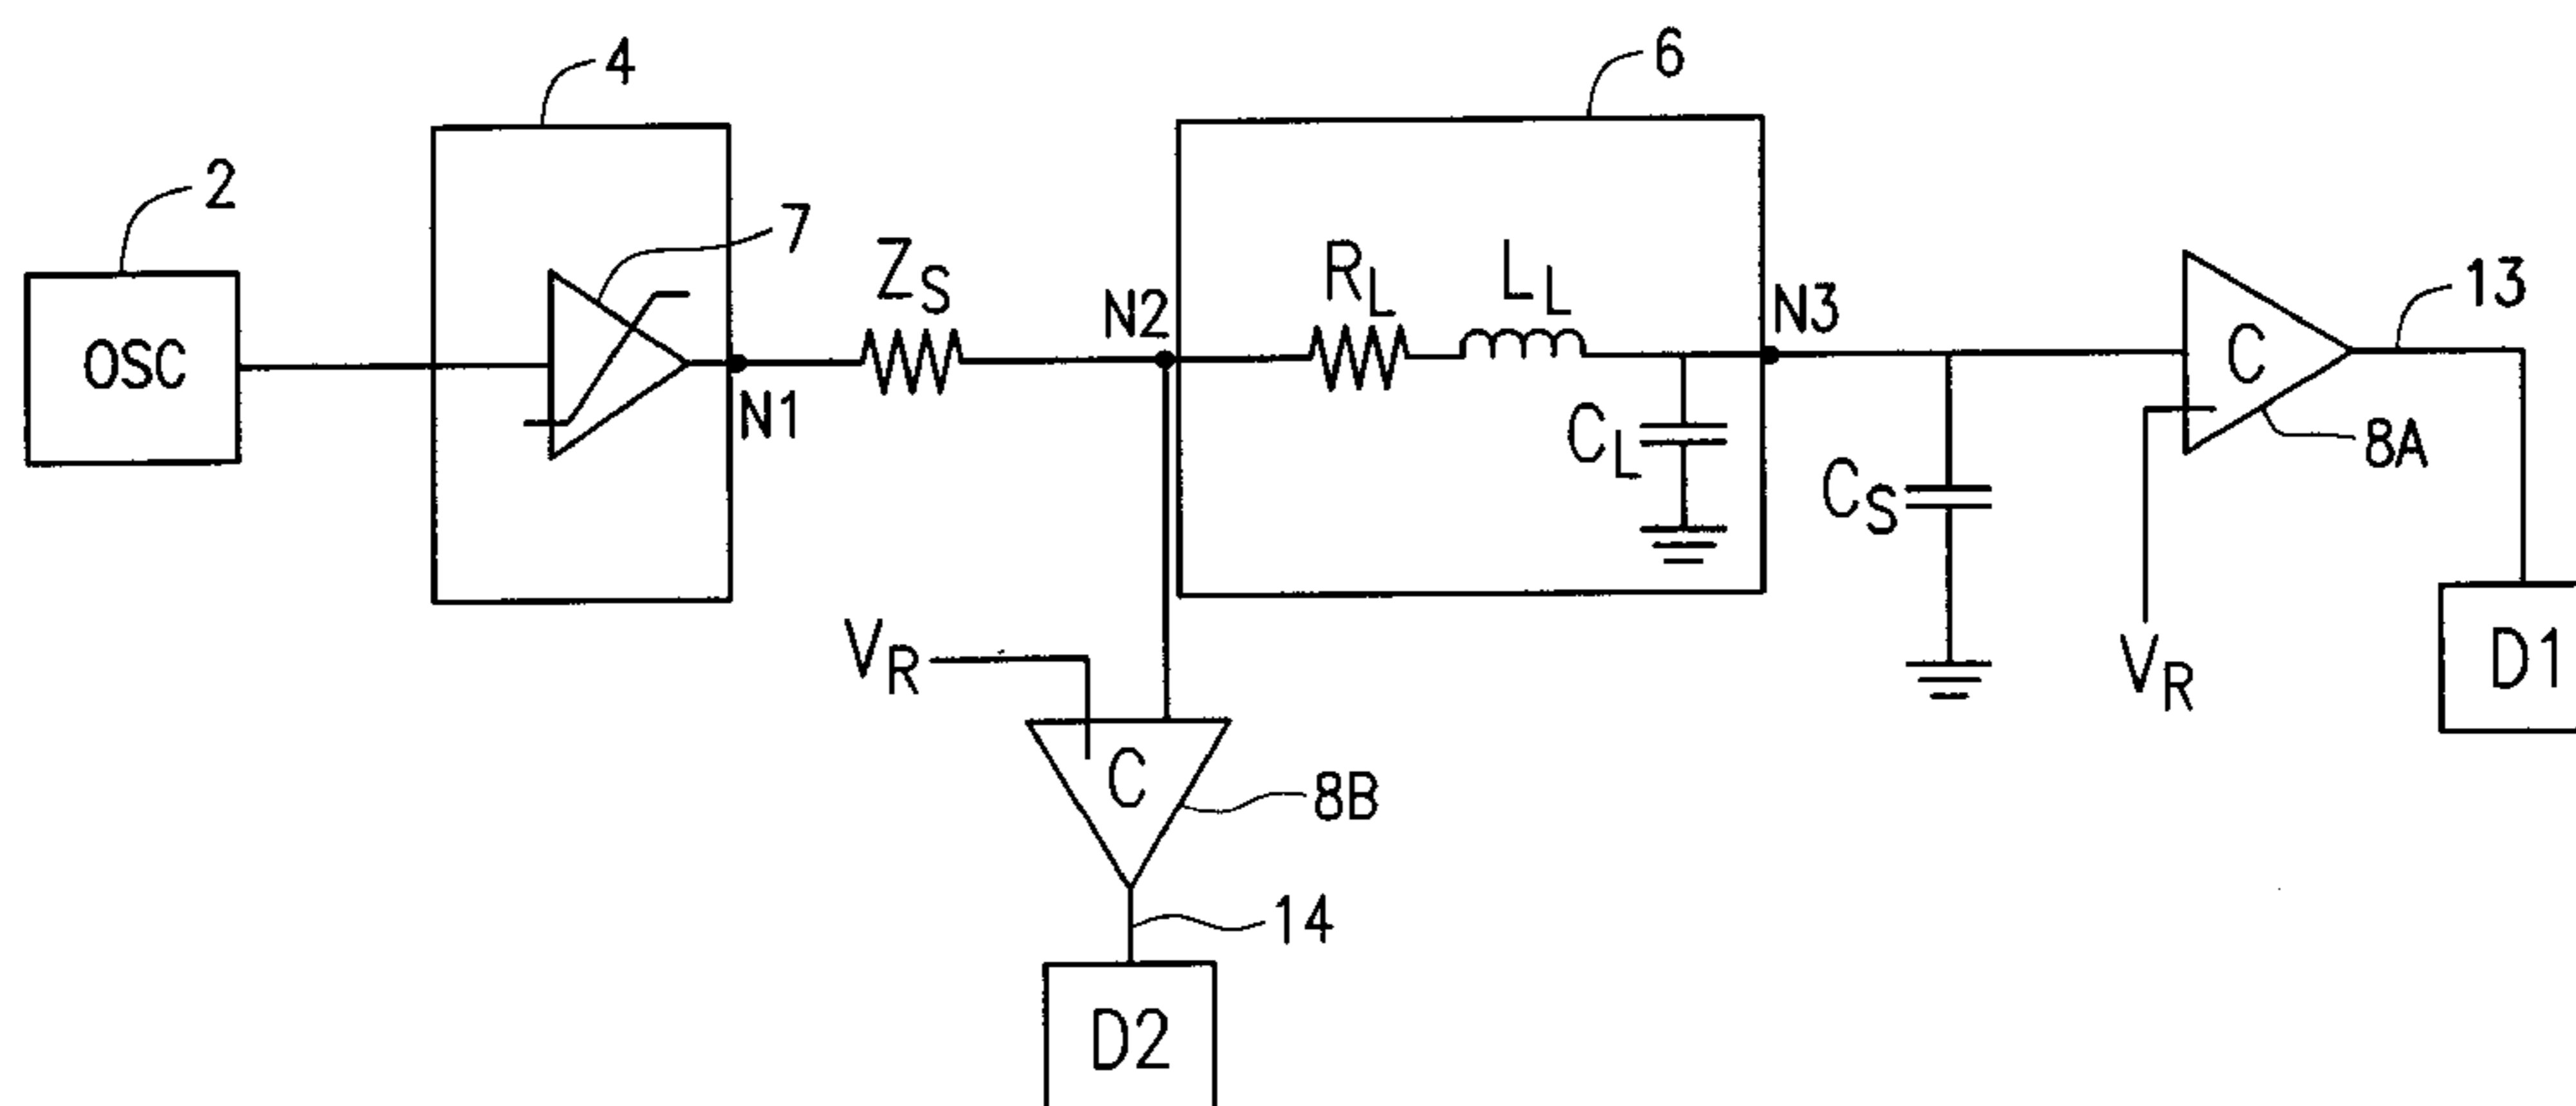 4
6
2
7
Z_S
R_L
L_L
N2
N3
13
OSC
N1
C
C_L
8A
C_S
V_R
V_R
D1
C
8B
14
D2